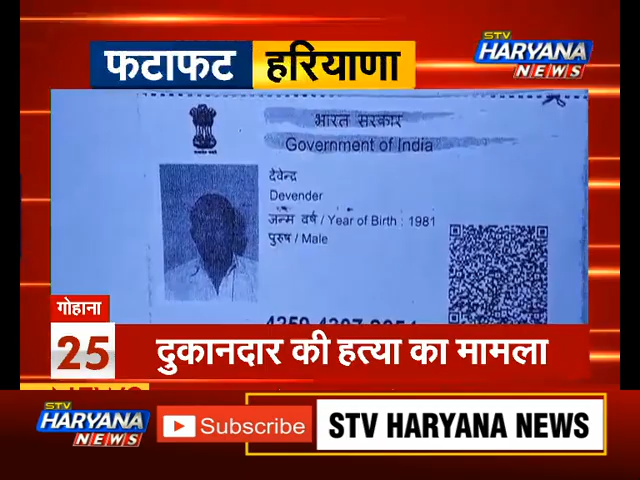 फटाफट हरियाणा
STV
HARYANA
NEWS
भारत सरकार
Government of India
देवेन्द्र
Devender
जन्म वर्ष / Year of Birth : 1981
पुरुष / Male
गोहाना
25 दुकानदार की हत्या का मामला
STV
HARYANA
NEWS
Subscribe
STV HARYANA NEWS